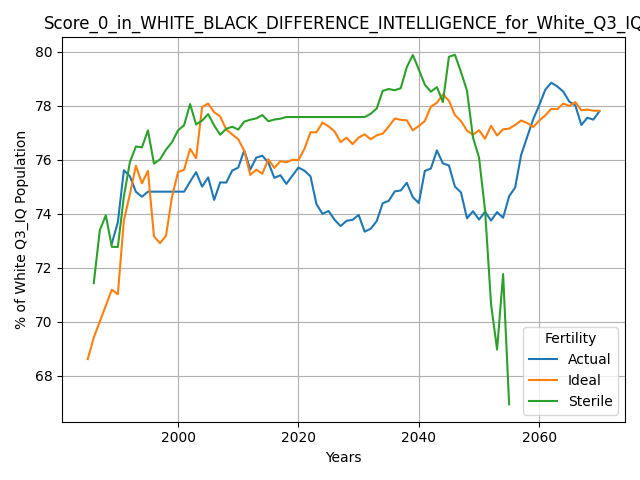 Score_0_in_WHITE_BLACK_DIFFERENCE_INTELLIGENCE_for_White_Q3_IQ
% of White Q3_IQ Population
80
78
76
74
72
70
68
2000
2020
2040
2060
Years
Fertility
Actual
Ideal
Sterile